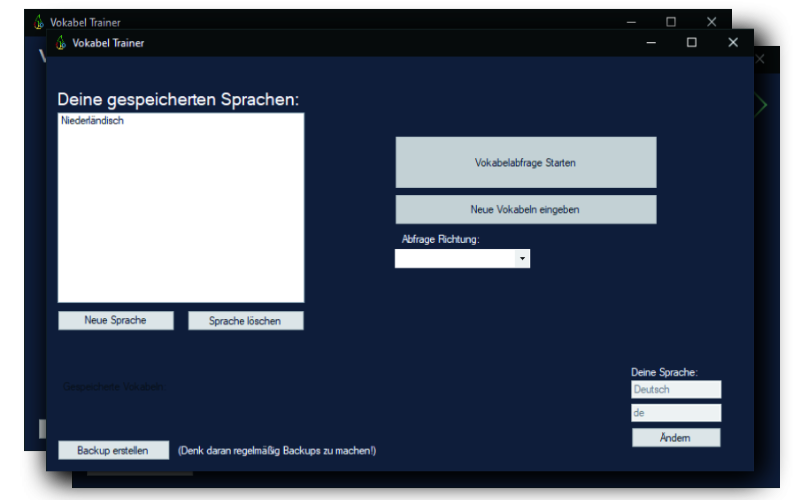 Vokabel Trainer
V
Vokabel Trainer
Deine gespeicherten Sprachen:
Niederländisch
Vokabelabfrage Starten
Neue Vokabeln eingeben
Abfrage Richtung:
Neue Sprache
Sprache löschen
Deine Sprache:
Gespeicherte Vokabeln:
Deutsch
de
Ändern
Backup erstellen
(Denk daran regelmäßig Backups zu machen!)